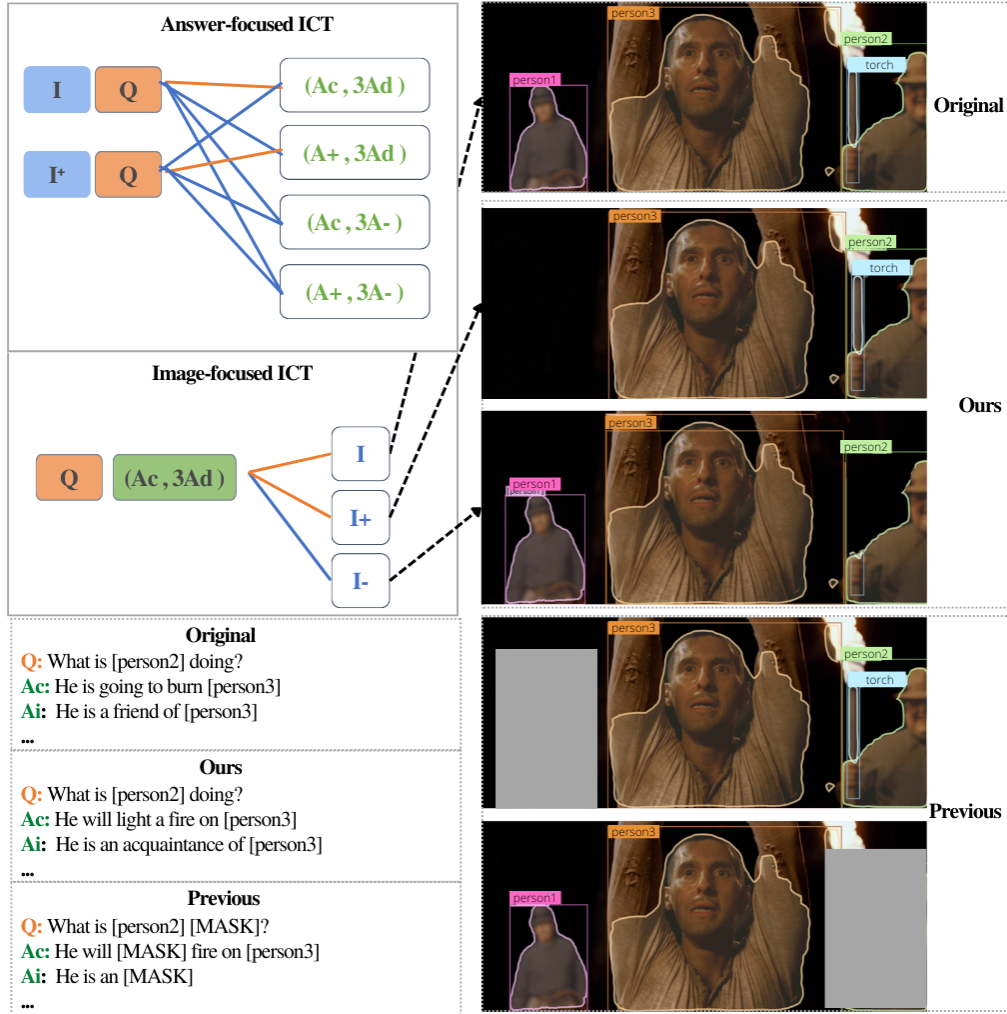 Answer-focused ICT
I Q
(Ac , 3Ad )
(A+ , 3Ad)
I+ Q
(Ac , 3A- )
(A+ , 3A-)
Image-focused ICT
Q (Ac , 3Ad )
I
I+
I-
Original
Q: What is [person2] doing?
Ac: He is going to burn [person3]
Ai: He is a friend of [person3]
...
Ours
Q: What is [person2] doing?
Ac: He will light a fire on [person3]
Ai: He is an acquaintance of [person3]
...
Previous
Q: What is [person2] [MASK]?
Ac: He will [MASK] fire on [person3]
Ai: He is an [MASK]
...
person3
person2
torch
person1
Original
person3
person2
torch
Ours
person3
person2
person1
person3
person2
torch
Previous
person3
person1